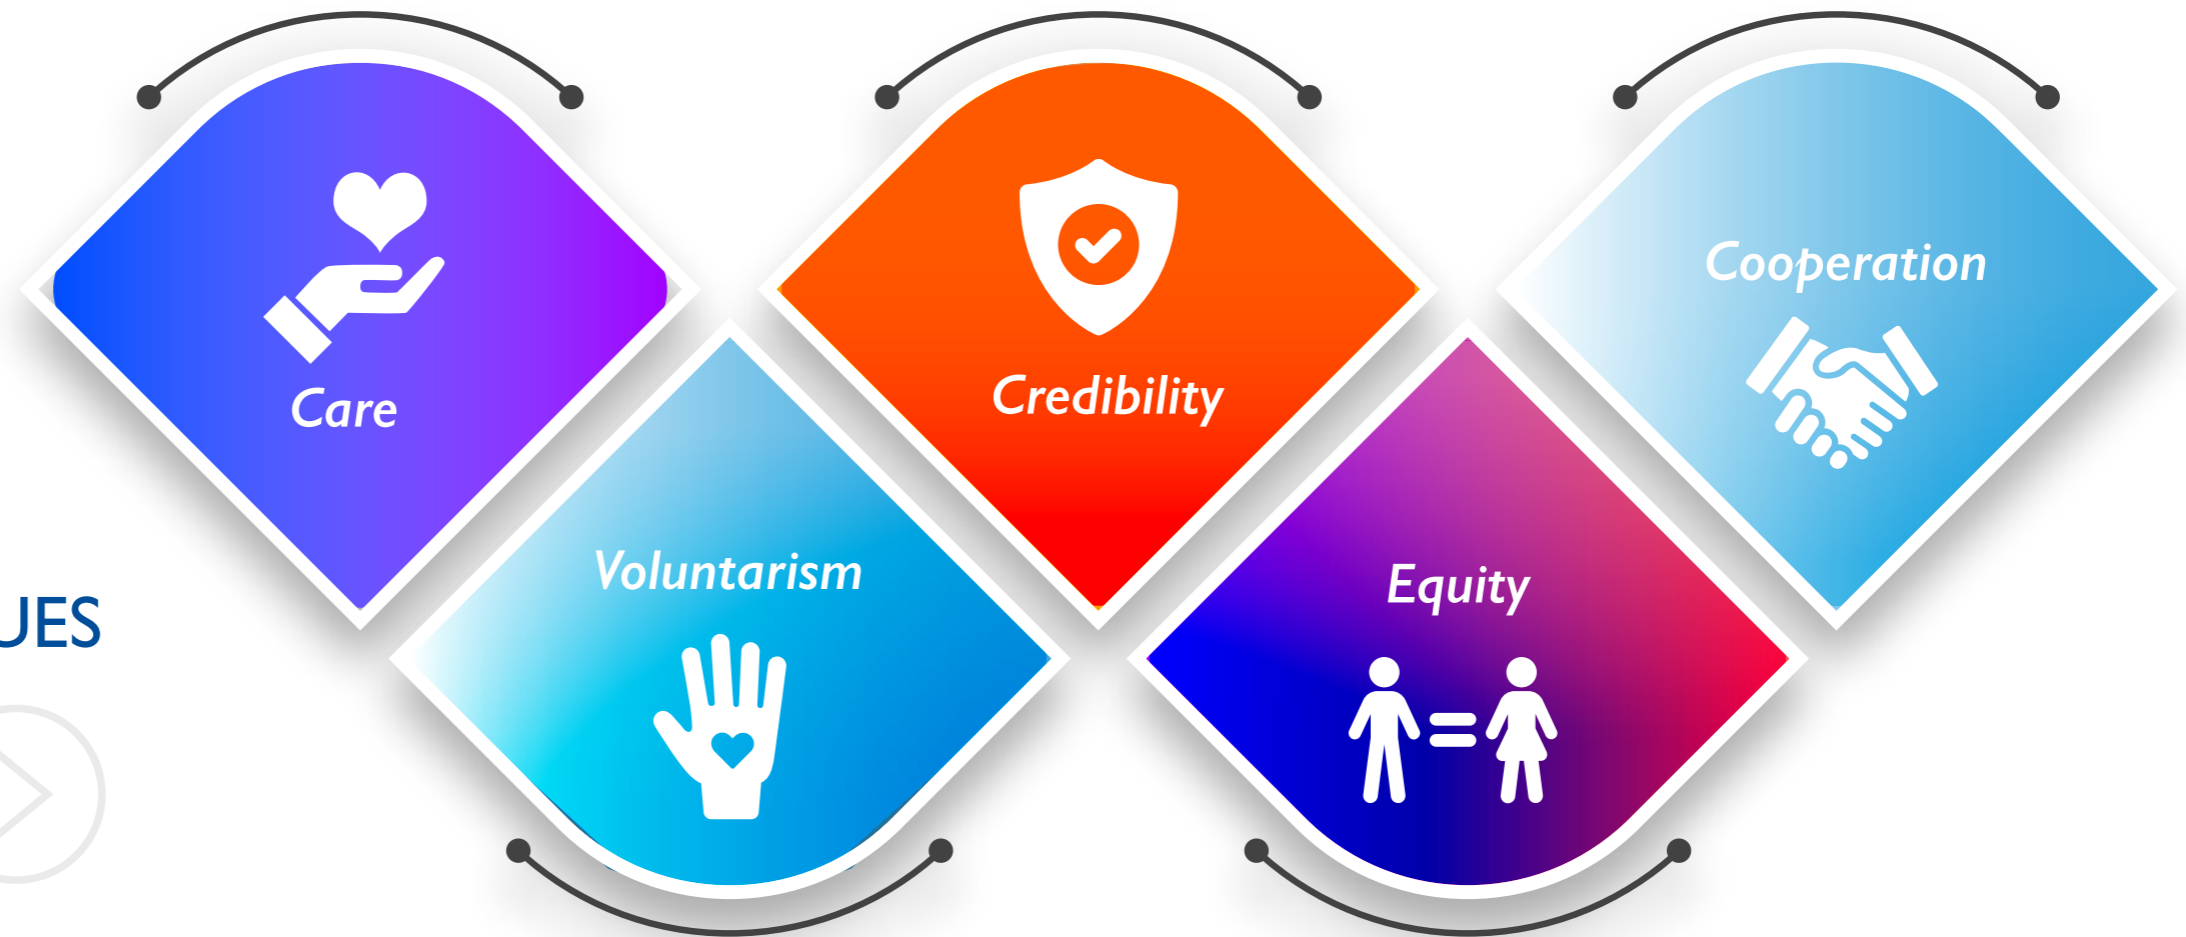 Care
Voluntarism
Credibility
Equity
Cooperation
UES